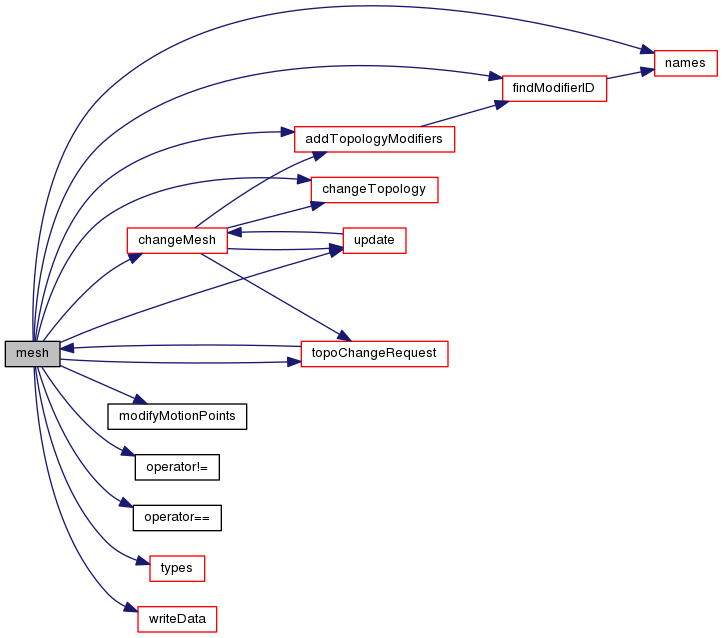 names
findModifierID
addTopologyModifiers
changeTopology
changeMesh
update
mesh
topoChangeRequest
modifyMotionPoints
operator!=
operator==
types
writeData